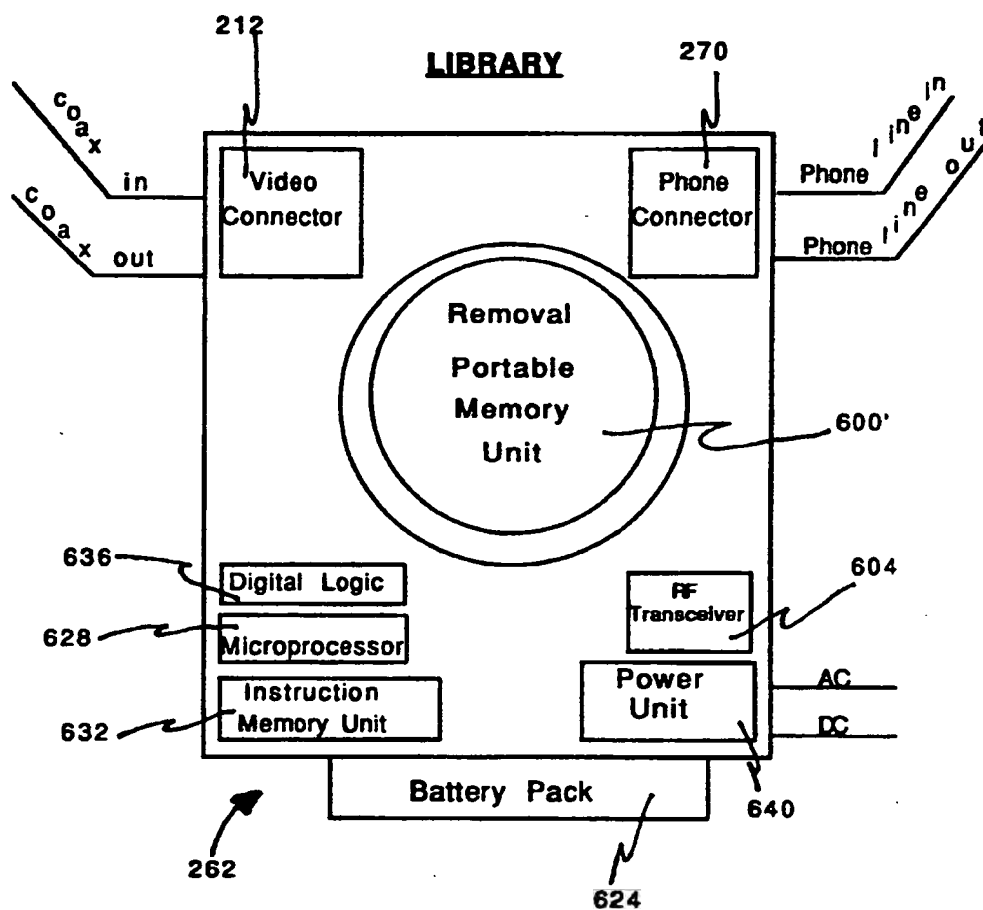 212
LIBRARY
270
coax in
coax out
Video
Connector
Phone
Connector
Phone line in
Phone line out
Removal
Portable
Memory
Unit
600'
636
Digital Logic
628
Microprocessor
632
Instruction
Memory Unit
RF
Transceiver
604
Power
Unit
AC
DC
640
Battery Pack
262
624